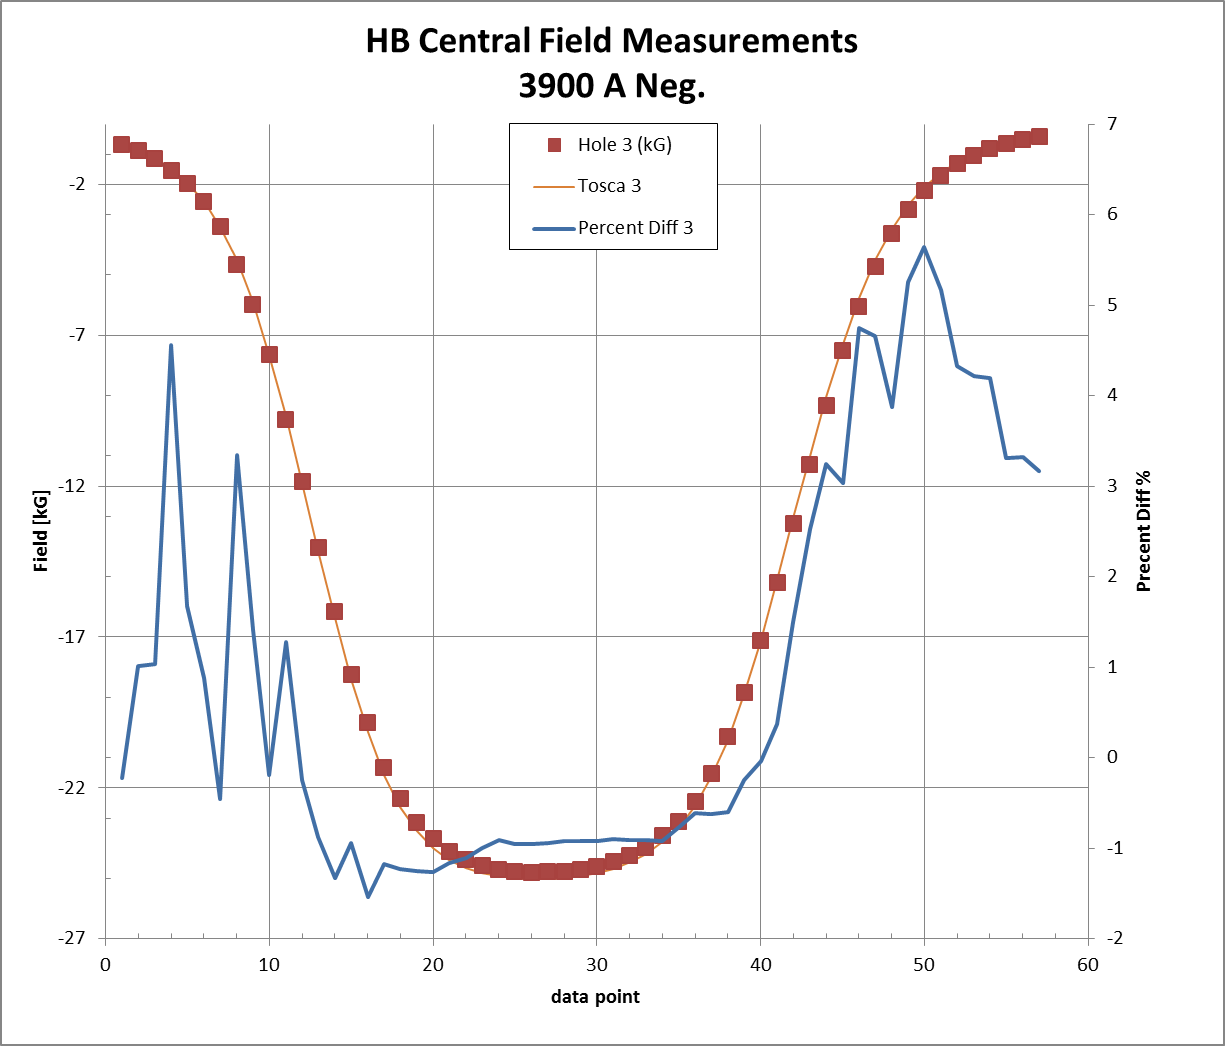 HB Central Field Measurements
3900 A Neg.
Hole 3 (kG)
Tosca 3
Percent Diff 3
-2
-7
-12
-17
-22
-27
Field [kG]
7
6
5
4
3
2
1
0
-1
-2
Precent Diff %
0 10 20 30 40 50 60
data point